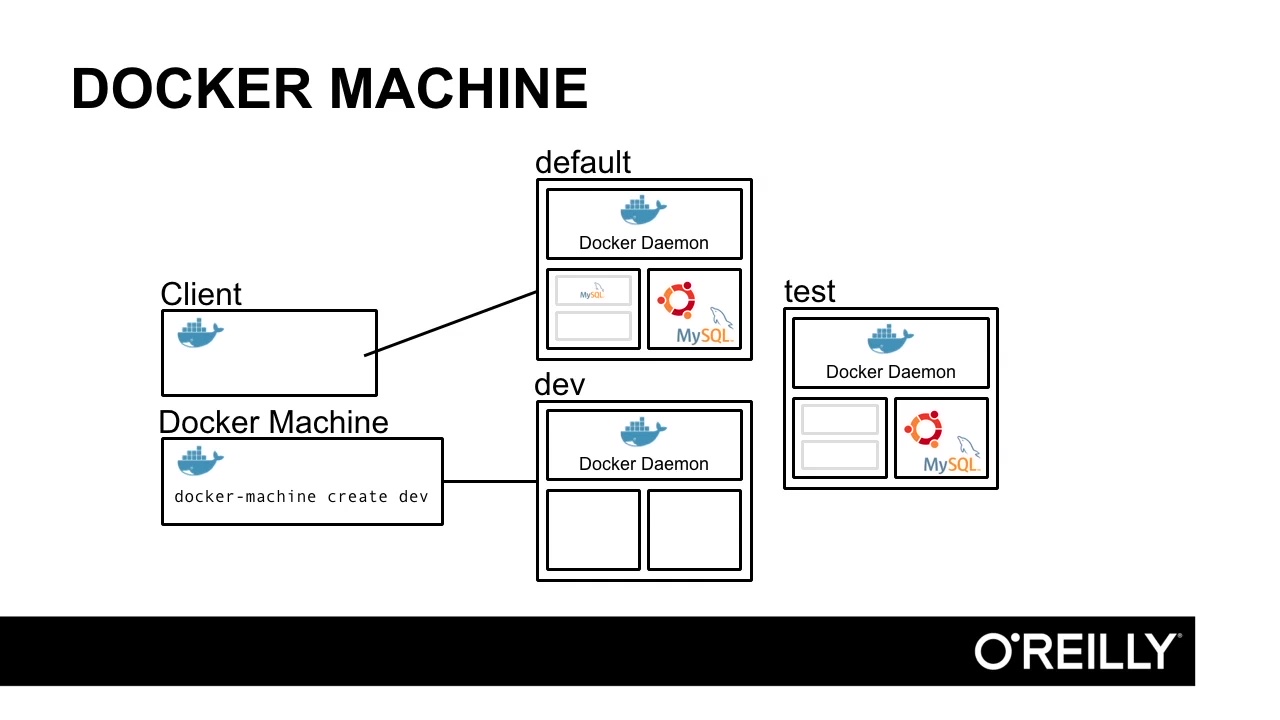 DOCKER MACHINE
default
Docker Daemon
MySQL
MySQL
Client
Docker Machine
docker-machine create dev
dev
Docker Daemon
test
Docker Daemon
MySQL
O'REILLY®